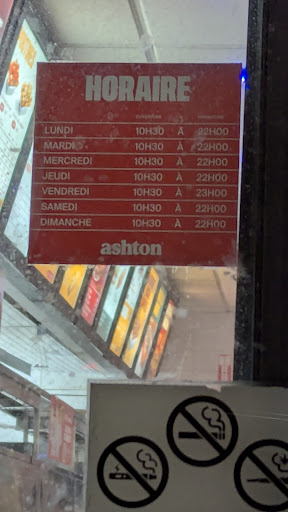 HORAIRE
LUNDI 10H30 À 22H00
MARDI 10H30 À 22H00
MERCREDI 10H30 À 22H00
JEUDI 10H30 À 22H00
VENDREDI 10H30 À 23H00
SAMEDI 10H30 À 22H00
DIMANCHE 10H30 À 22H00
ashton